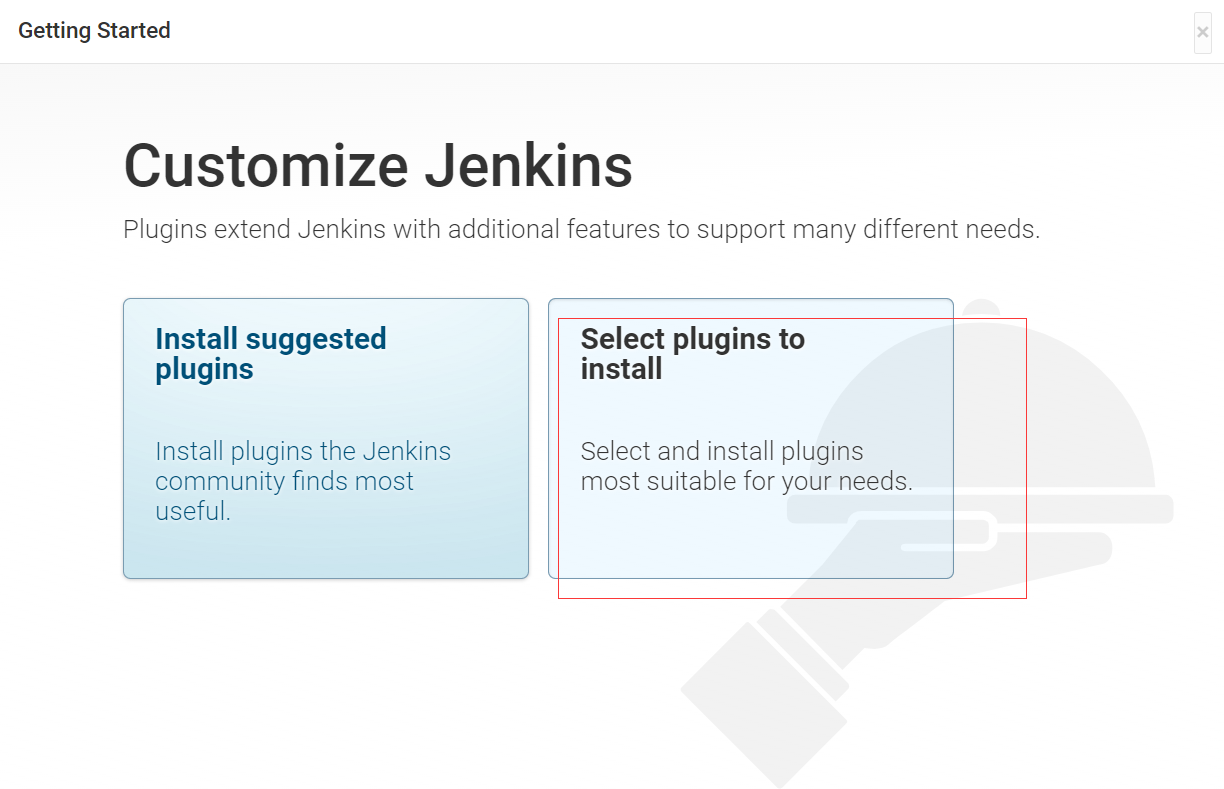 Getting Started
×
Customize Jenkins
Plugins extend Jenkins with additional features to support many different needs.
Install suggested
plugins
Install plugins the Jenkins
community finds most
useful.
Select plugins to
install
Select and install plugins
most suitable for your needs.